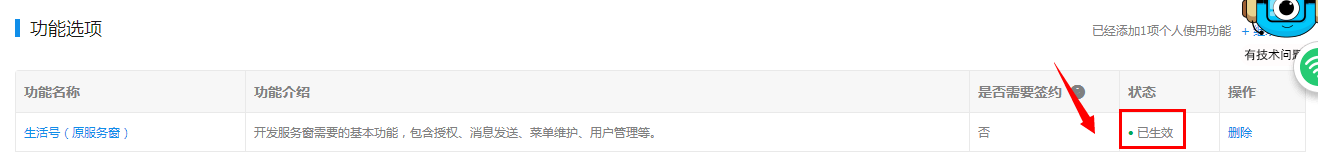 功能选项
已经添加1项个人使用功能 +
有技术问题
功能名称 功能介绍 是否需要签约 状态 操作
生活号（原服务窗） 开发服务窗需要的基本功能，包含授权、消息发送、菜单维护、用户管理等。 否 已生效 删除